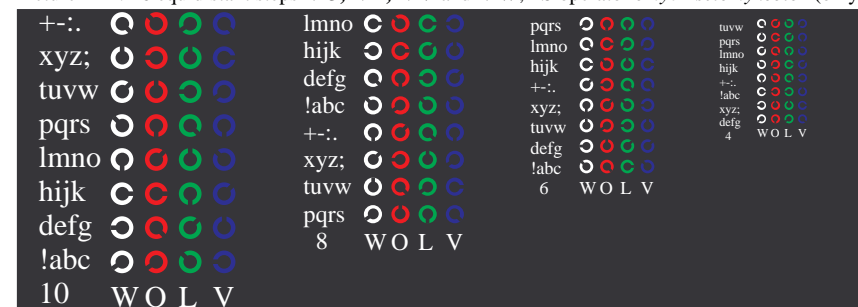 +-:.
xyz;
tuvw
pqrs
lmno
hijk
defg
!abc
10 W O L V
lmno
hijk
defg
!abc
+-:.
xyz;
tuvw
pqrs
8 W O L V
pqrs
lmno
hijk
+-:.
xyz;
tuvw
defg
!abc
6 W O L V
tuvw
pqrs
lmno
hijk
+-:.
!abc
xyz;
defg
4 W O L V